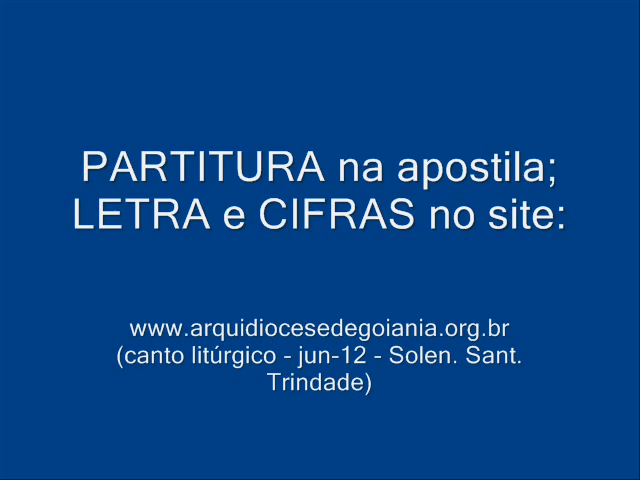 PARTITURA na apostila;
LETRA e CIFRAS no site:
www.arquidiocesedegoiania.org.br
(canto litúrgico - jun-12 - Solen. Sant.
Trindade)